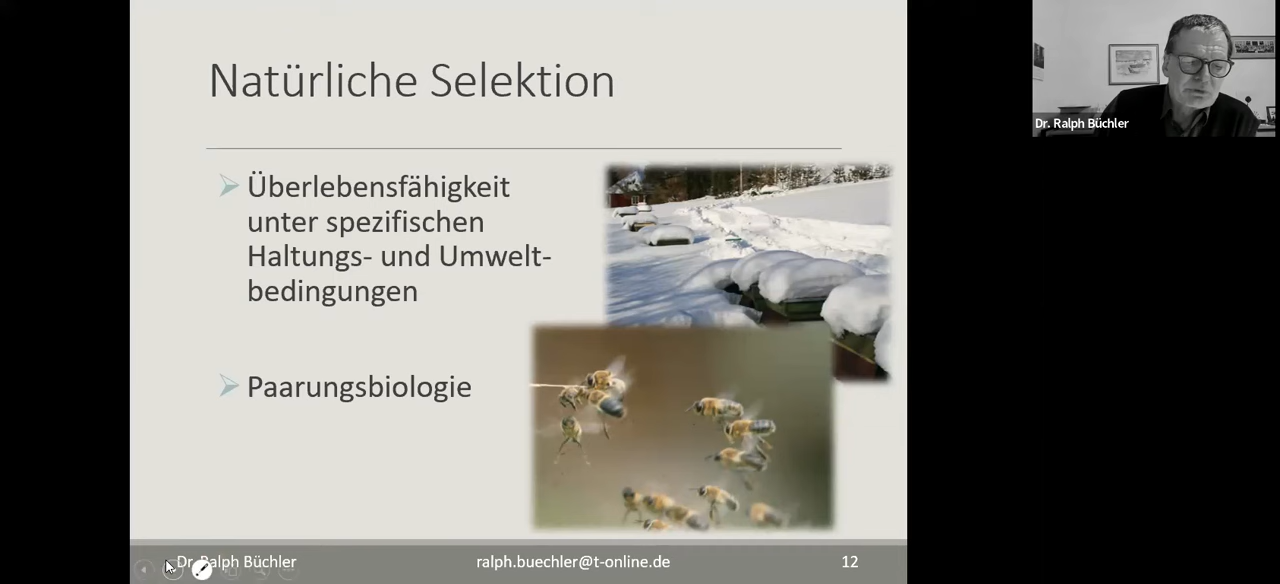 Natürliche Selektion
Überlebensfähigkeit
unter spezifischen
Haltungs- und Umwelt-
bedingungen
Paarungsbiologie
Dr. Ralph Büchler
ralph.buechler@t-online.de
12
Dr. Ralph Büchler